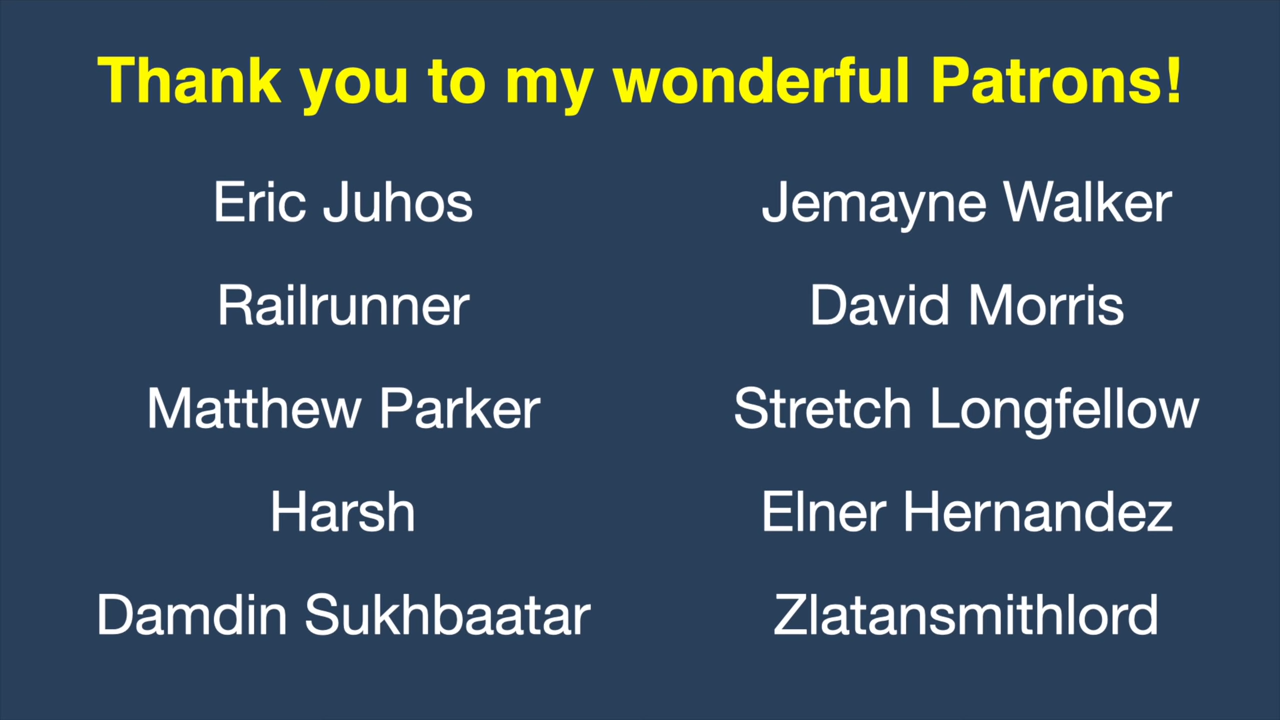 Thank you to my wonderful Patrons!
Eric Juhos
Jemayne Walker
Railrunner
David Morris
Matthew Parker
Stretch Longfellow
Harsh
Elner Hernandez
Damdin Sukhbaatar
Zlatansmithlord